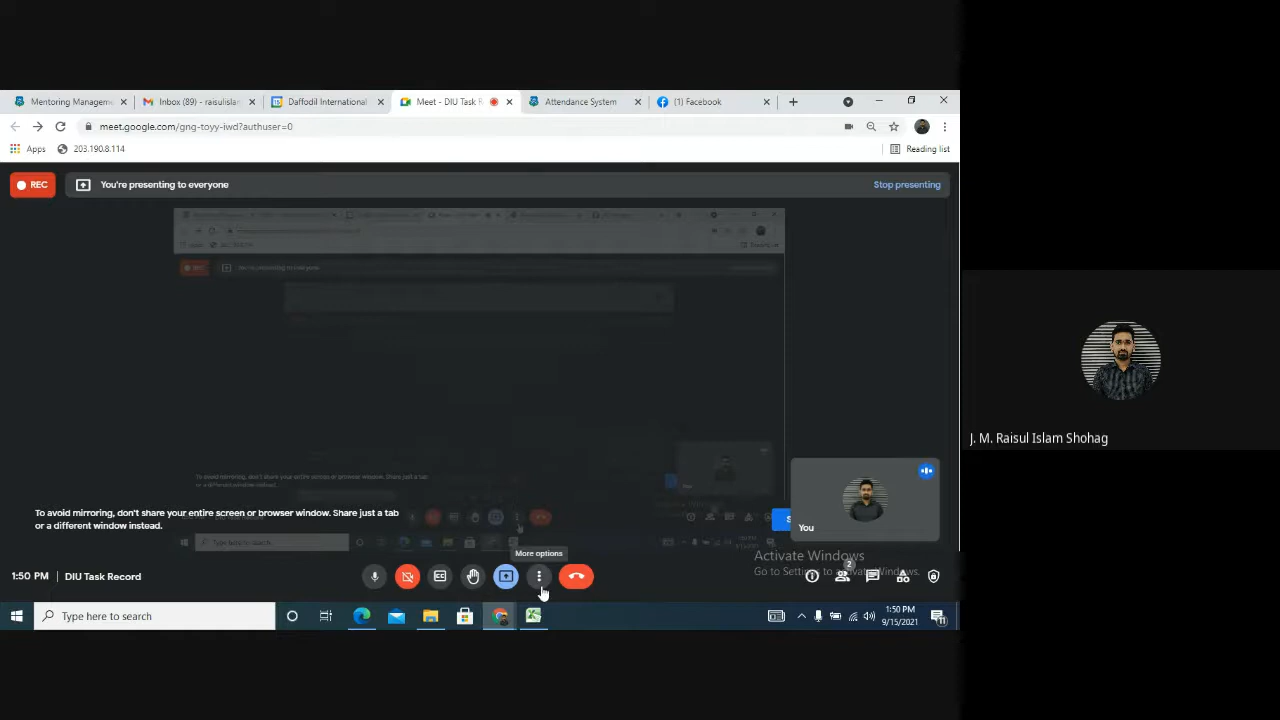 Mentoring Managem
Inbox (89) - raisulislam
Daffodil International
Meet - DIU Task R
Attendance System
(1) Facebook
meet.google.com/gng-toyy-iwd?authuser=0
Apps
203.190.8.114
Reading list
REC
You're presenting to everyone
Stop presenting
To avoid mirroring, don't share your entire screen or browser window. Share just a tab
or a different window instead.
You
J. M. Raisul Islam Shohag
More options
Activate Windows
Go to Settings to activate Windows.
1:50 PM | DIU Task Record
2
Type here to search
1:50 PM
9/15/2021
11